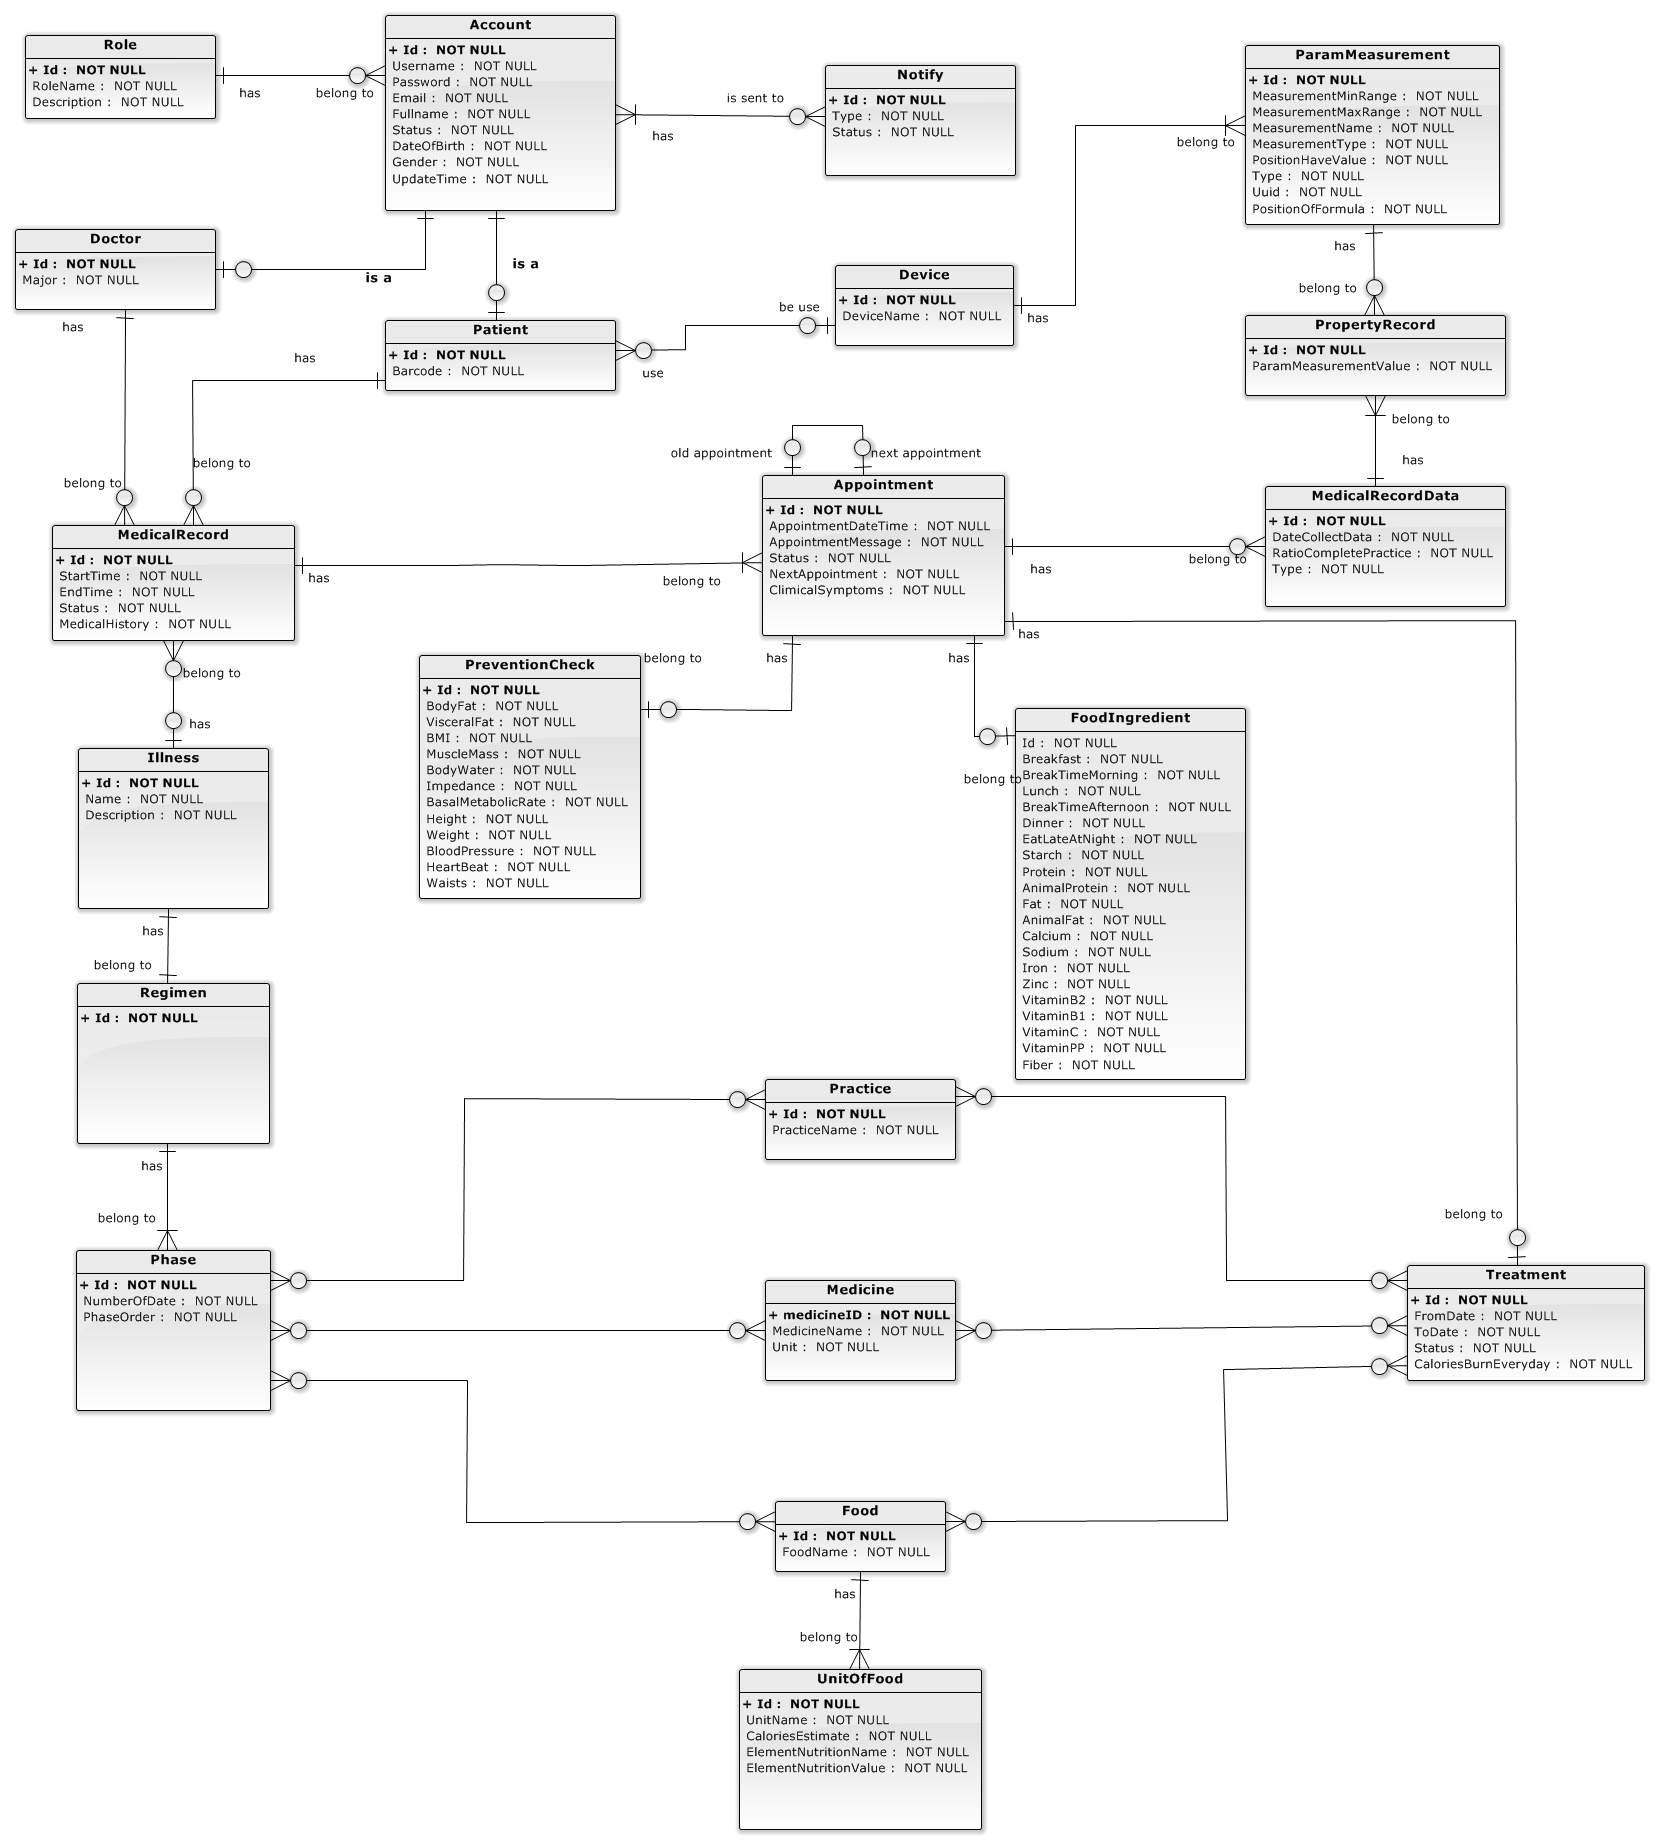 Role
+ Id :  NOT NULL
RoleName :  NOT NULL
Description :  NOT NULL
has
belong to
Account
+ Id :  NOT NULL
Username :  NOT NULL
Password :  NOT NULL
Email :  NOT NULL
Fullname :  NOT NULL
Status :  NOT NULL
DateOfBirth :  NOT NULL
Gender :  NOT NULL
UpdateTime :  NOT NULL
is sent to
has
Notify
+ Id :  NOT NULL
Type :  NOT NULL
Status :  NOT NULL
ParamMeasurement
+ Id :  NOT NULL
MeasurementMinRange :  NOT NULL
MeasurementMaxRange :  NOT NULL
MeasurementName :  NOT NULL
MeasurementType :  NOT NULL
PositionHaveValue :  NOT NULL
Type :  NOT NULL
Uuid :  NOT NULL
PositionOfFormula :  NOT NULL
belong to
has
belong to
Doctor
+ Id :  NOT NULL
Major :  NOT NULL
is a
is a
has
Device
+ Id :  NOT NULL
DeviceName :  NOT NULL
has
be use
use
Patient
+ Id :  NOT NULL
Barcode :  NOT NULL
has
PropertyRecord
+ Id :  NOT NULL
ParamMeasurementValue :  NOT NULL
belong to
has
belong to
belong to
old appointment
next appointment
MedicalRecord
+ Id :  NOT NULL
StartTime :  NOT NULL
EndTime :  NOT NULL
Status :  NOT NULL
MedicalHistory :  NOT NULL
has
belong to
Appointment
+ Id :  NOT NULL
AppointmentDateTime :  NOT NULL
AppointmentMessage :  NOT NULL
Status :  NOT NULL
NextAppointment :  NOT NULL
ClimicalSymptoms :  NOT NULL
has
belong to
MedicalRecordData
+ Id :  NOT NULL
DateCollectData :  NOT NULL
RatioCompletePractice :  NOT NULL
Type :  NOT NULL
has
belong to
has
has
belong to
has
PreventionCheck
+ Id :  NOT NULL
BodyFat :  NOT NULL
VisceralFat :  NOT NULL
BMI :  NOT NULL
MuscleMass :  NOT NULL
BodyWater :  NOT NULL
Impedance :  NOT NULL
BasalMetabolicRate :  NOT NULL
Height :  NOT NULL
Weight :  NOT NULL
BloodPressure :  NOT NULL
HeartBeat :  NOT NULL
Waists :  NOT NULL
belong to
FoodIngredient
Id :  NOT NULL
Breakfast :  NOT NULL
BreakTimeMorning :  NOT NULL
Lunch :  NOT NULL
BreakTimeAfternoon :  NOT NULL
Dinner :  NOT NULL
EatLateAtNight :  NOT NULL
Starch :  NOT NULL
Protein :  NOT NULL
AnimalProtein :  NOT NULL
Fat :  NOT NULL
AnimalFat :  NOT NULL
Calcium :  NOT NULL
Sodium :  NOT NULL
Iron :  NOT NULL
Zinc :  NOT NULL
VitaminB2 :  NOT NULL
VitaminB1 :  NOT NULL
VitaminC :  NOT NULL
VitaminPP :  NOT NULL
Fiber :  NOT NULL
Illness
+ Id :  NOT NULL
Name :  NOT NULL
Description :  NOT NULL
has
belong to
Regimen
+ Id :  NOT NULL
has
belong to
Practice
+ Id :  NOT NULL
PracticeName :  NOT NULL
belong to
Phase
+ Id :  NOT NULL
NumberOfDate :  NOT NULL
PhaseOrder :  NOT NULL
Medicine
+ medicineID :  NOT NULL
MedicineName :  NOT NULL
Unit :  NOT NULL
Treatment
+ Id :  NOT NULL
FromDate :  NOT NULL
ToDate :  NOT NULL
Status :  NOT NULL
CaloriesBurnEveryday :  NOT NULL
Food
+ Id :  NOT NULL
FoodName :  NOT NULL
has
belong to
UnitOfFood
+ Id :  NOT NULL
UnitName :  NOT NULL
CaloriesEstimate :  NOT NULL
ElementNutritionName :  NOT NULL
ElementNutritionValue :  NOT NULL